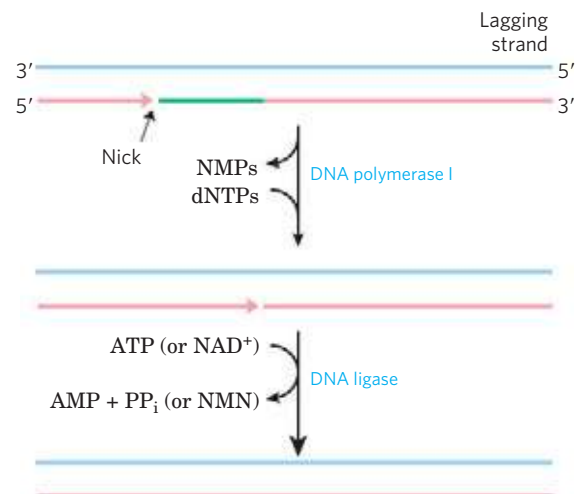 Lagging
strand
3′ 5′
5′ 3′
Nick
NMPs
DNA polymerase I
dNTPs
ATP (or NAD⁺)
DNA ligase
AMP + PPᵢ (or NMN)